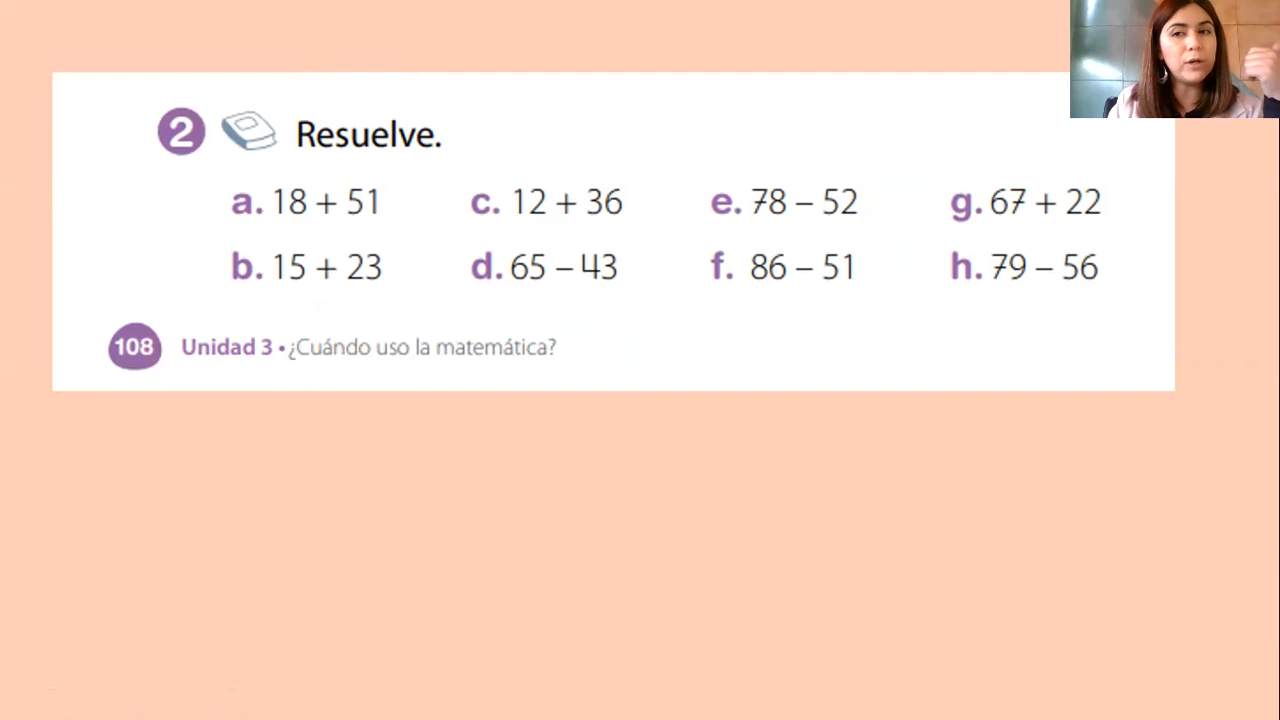 2 Resuelve.
a. 18 + 51 c. 12 + 36 e. 78 – 52 g. 67 + 22
b. 15 + 23 d. 65 – 43 f. 86 – 51 h. 79 – 56
108 Unidad 3 • ¿Cuándo uso la matemática?